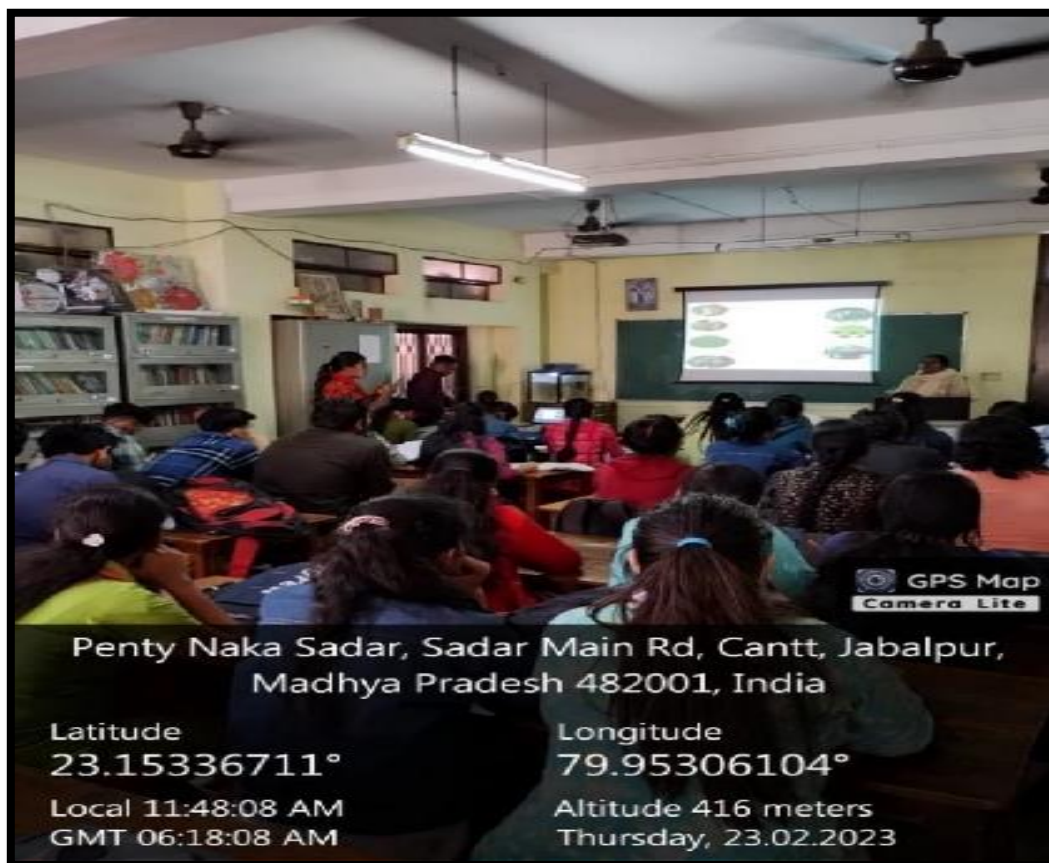 GPS Map
Camera Lite
Penty Naka Sadar, Sadar Main Rd, Cantt, Jabalpur,
Madhya Pradesh 482001, India
Latitude
23.15336711°
Longitude
79.95306104°
Local 11:48:08 AM
GMT 06:18:08 AM
Altitude 416 meters
Thursday, 23.02.2023